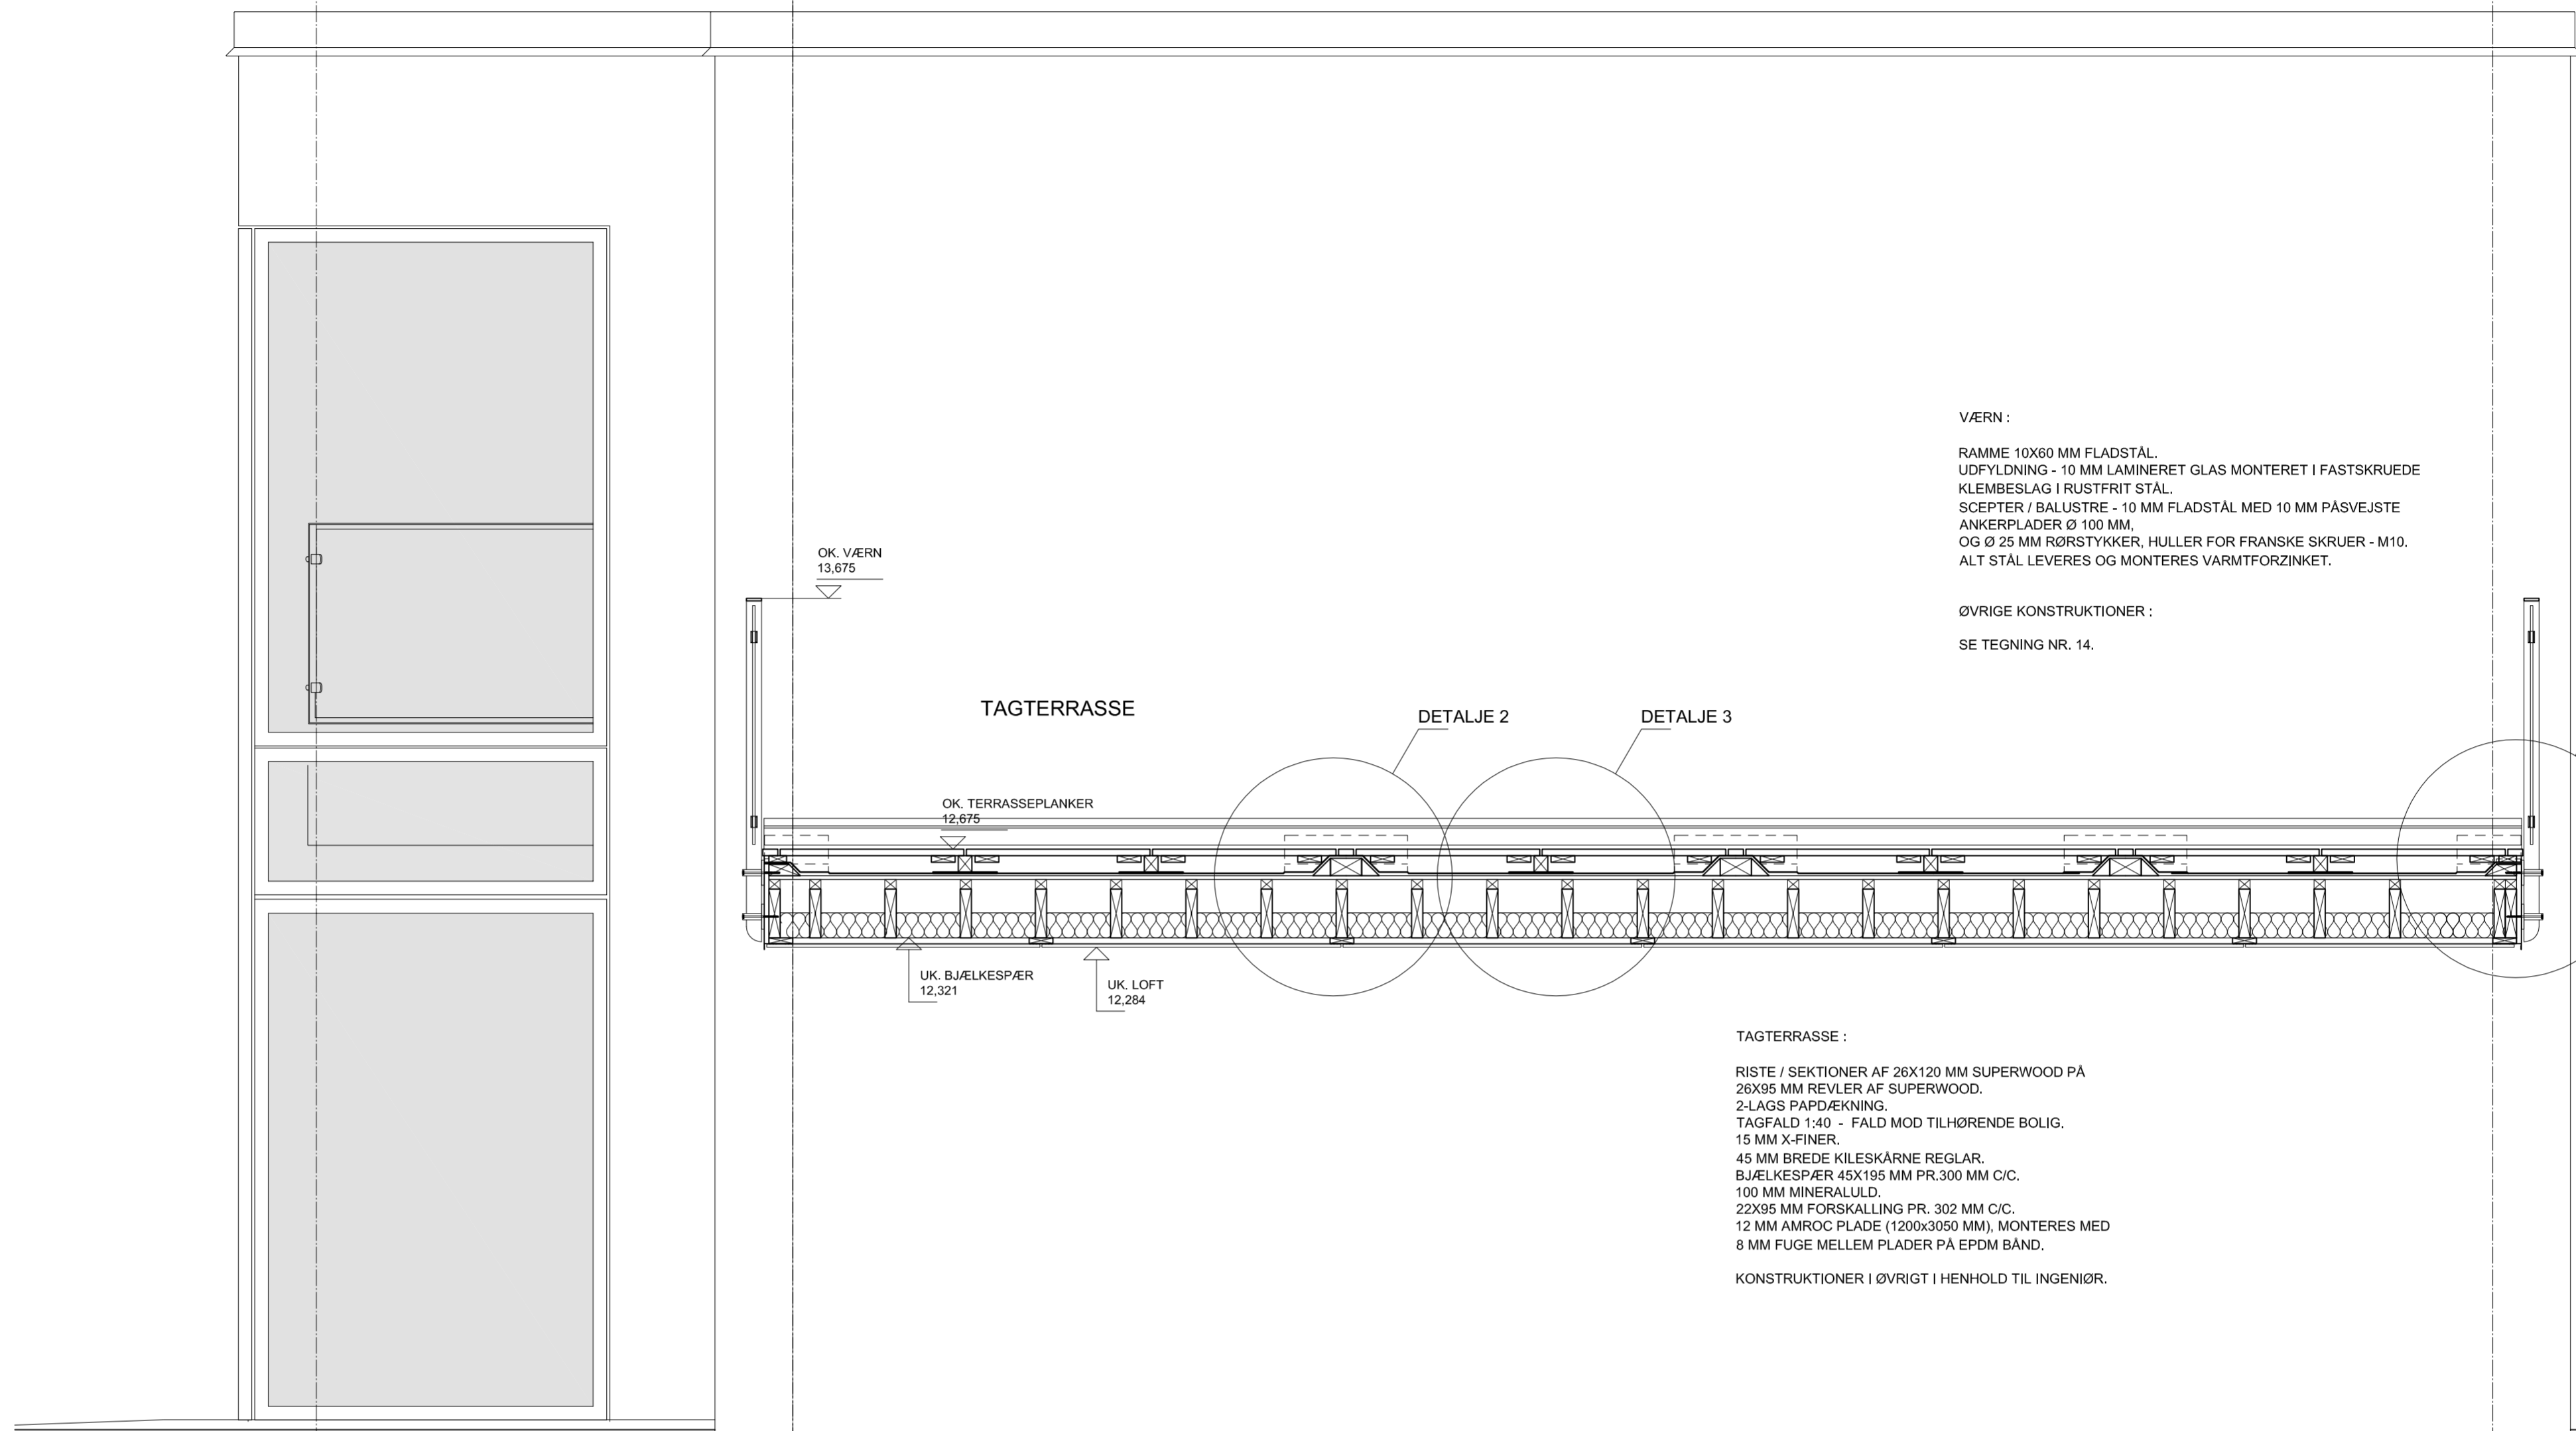 VÆRN :
RAMME 10X60 MM FLADSTÅL.
UDFYLDNING - 10 MM LAMINERET GLAS MONTERET I FASTSKRUEDE
KLEMBESLAG I RUSTFRIT STÅL.
SCEPTER / BALUSTRE - 10 MM FLADSTÅL MED 10 MM PÅSVEJSTE
ANKERPLADER Ø 100 MM,
OG Ø 25 MM RØRSTYKKER, HULLER FOR FRANSKE SKRUER - M10.
ALT STÅL LEVERES OG MONTERES VARMTFORZINKET.
ØVRIGE KONSTRUKTIONER :
SE TEGNING NR. 14.
OK. VÆRN
13,675
TAGTERRASSE
DETALJE 2
DETALJE 3
OK. TERRASSEPLANKER
12,675
UK. BJÆLKESPÆR
12,321
UK. LOFT
12,284
TAGTERRASSE :
RISTE / SEKTIONER AF 26X120 MM SUPERWOOD PÅ
26X95 MM REVLER AF SUPERWOOD.
2-LAGS PAPDÆKNING.
TAGFALD 1:40 - FALD MOD TILHØRENDE BOLIG.
15 MM X-FINER.
45 MM BREDE KILESKÅRNE REGLAR.
BJÆLKESPÆR 45X195 MM PR.300 MM C/C.
100 MM MINERALULD.
22X95 MM FORSKALLING PR. 302 MM C/C.
12 MM AMROC PLADE (1200x3050 MM), MONTERES MED
8 MM FUGE MELLEM PLADER PÅ EPDM BÅND.
KONSTRUKTIONER I ØVRIGT I HENHOLD TIL INGENIØR.